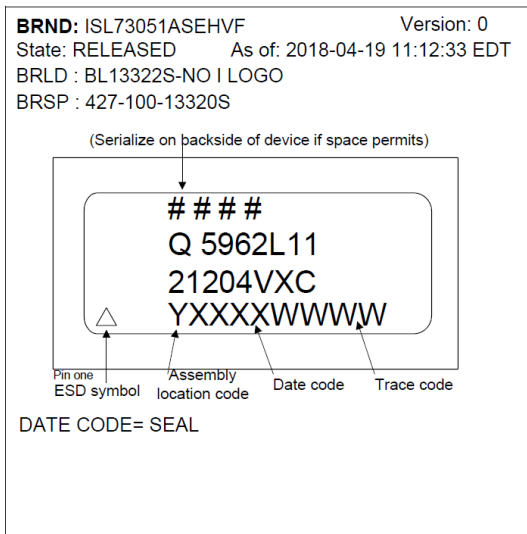 BRND: ISL73051ASEHVF Version: 0
State: RELEASED As of: 2018-04-19 11:12:33 EDT
BRLD : BL13322S-NO I LOGO
BRSP : 427-100-13320S
(Serialize on backside of device if space permits)
# # # #
Q 5962L11
21204VXC
YXXXXWWWW
Pin one
ESD symbol
Assembly
location code
Date code
Trace code
DATE CODE= SEAL